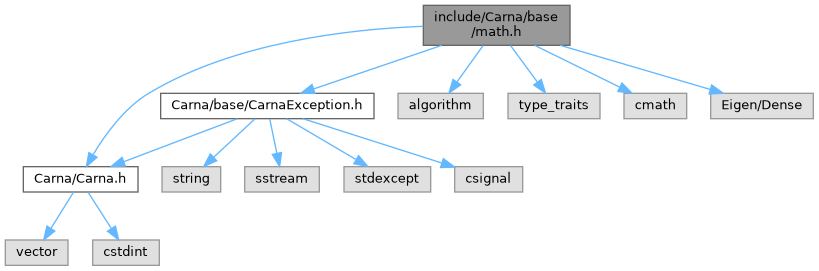 include/Carna/base
/math.h
Carna/base/CarnaException.h
algorithm
type_traits
cmath
Eigen/Dense
Carna/Carna.h
string
sstream
stdexcept
csignal
vector
cstdint